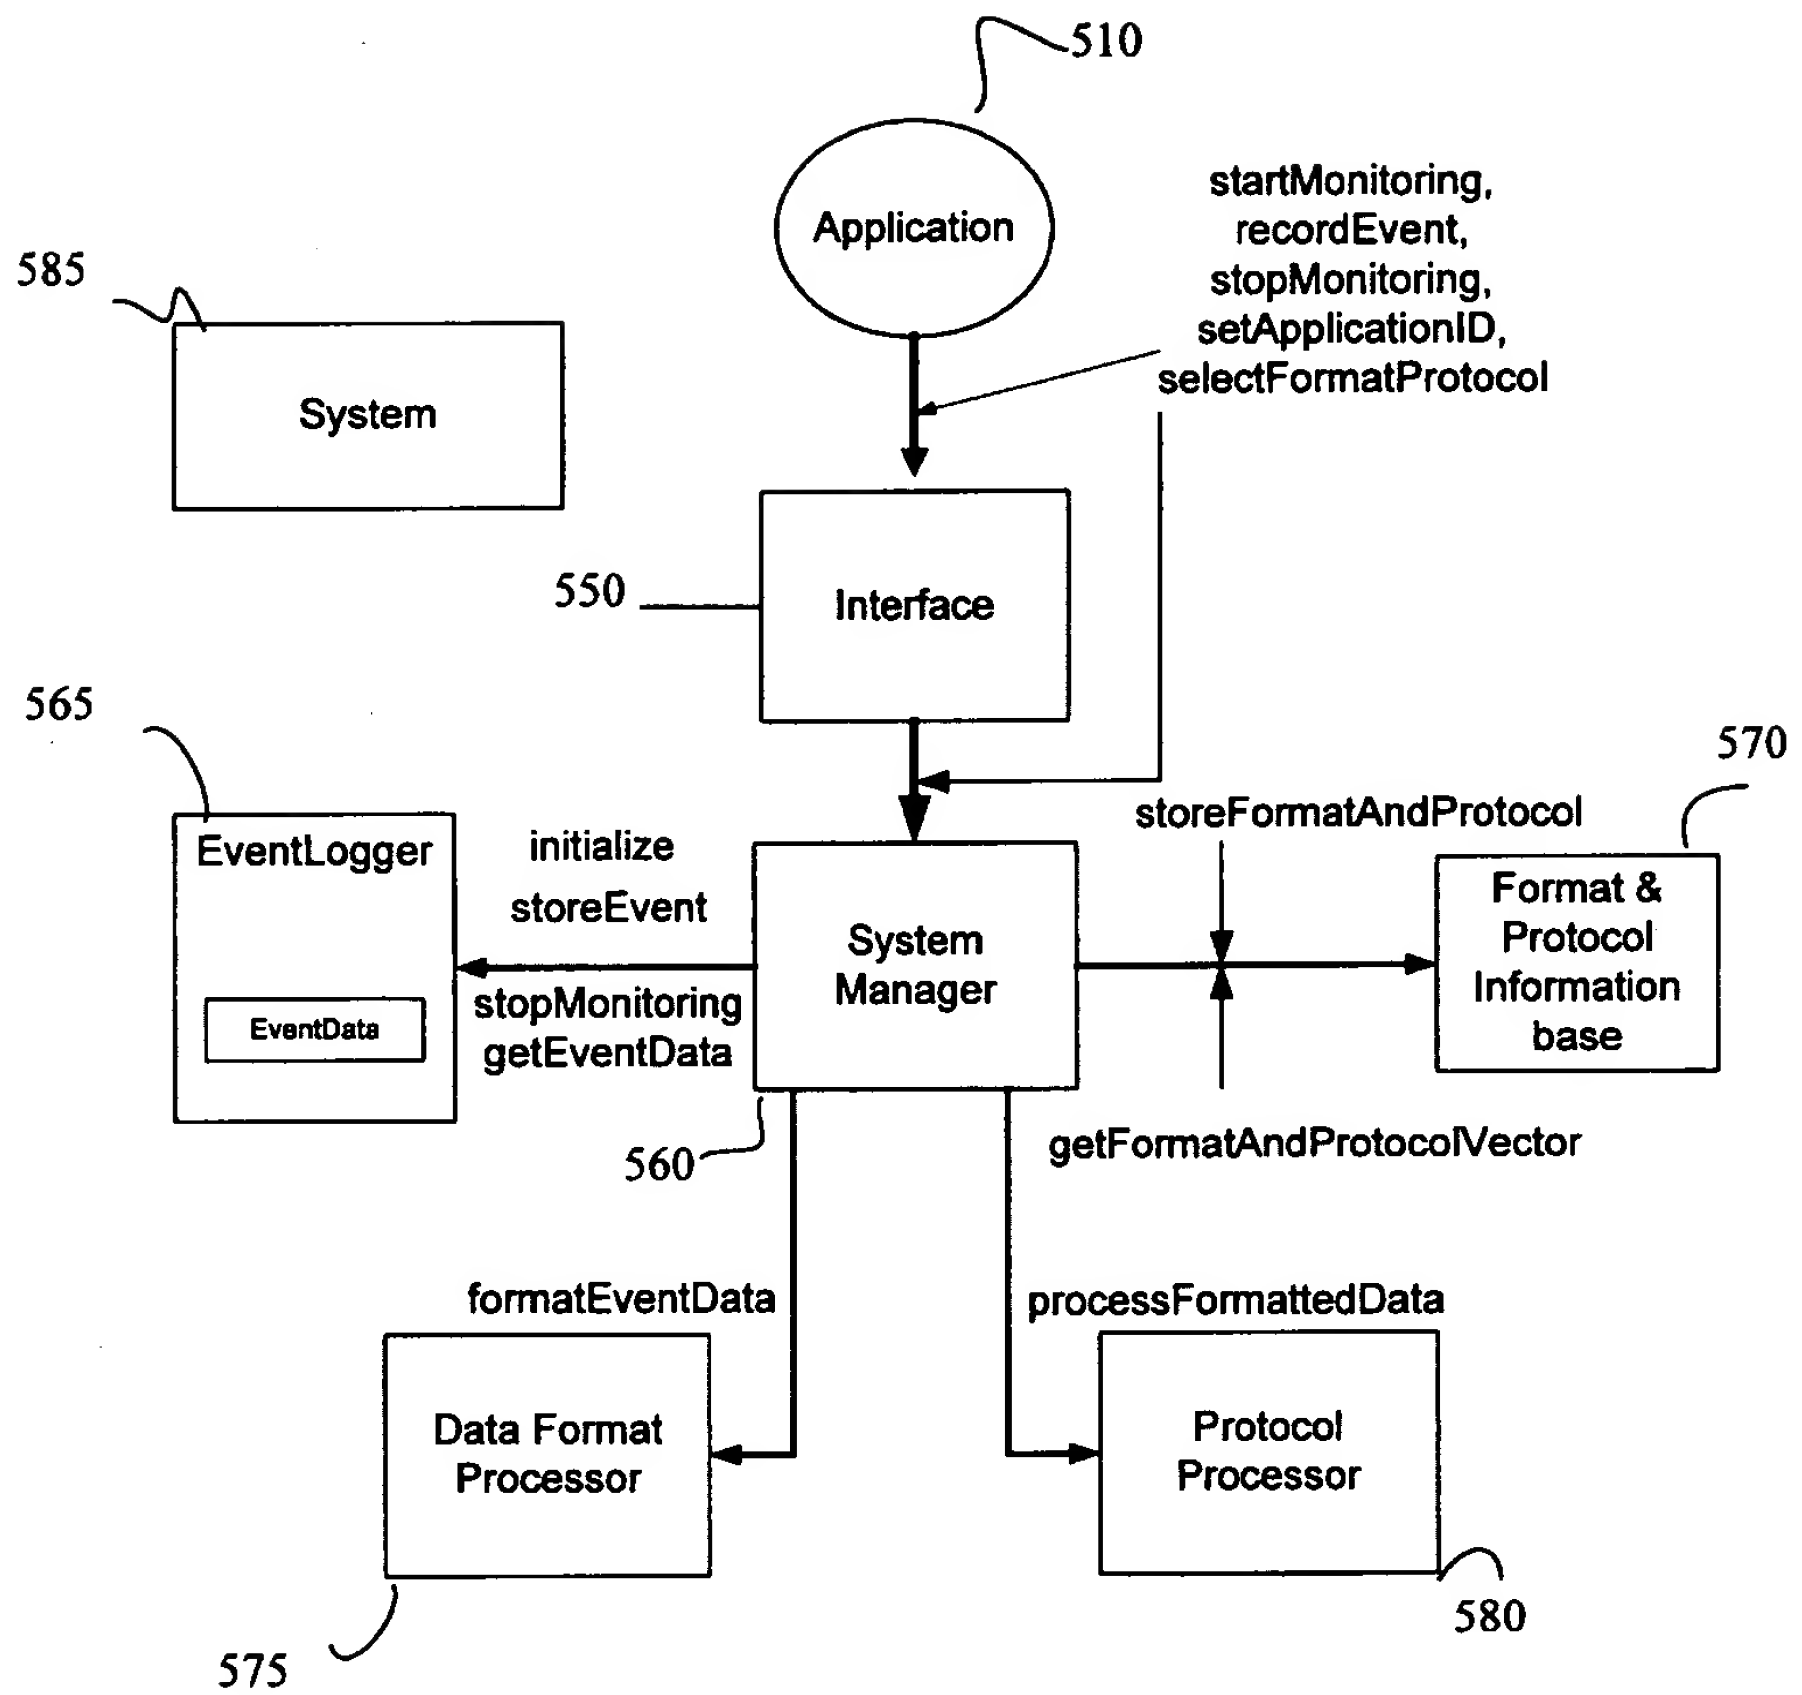 510
Application
startMonitoring,
recordEvent,
stopMonitoring,
setApplicationID,
selectFormatProtocol
585
System
550
Interface
565
EventLogger
EventData
initialize
storeEvent
stopMonitoring
getEventData
System
Manager
560
storeFormatAndProtocol
getFormatAndProtocolVector
570
Format &
Protocol
Information
base
formatEventData
Data Format
Processor
575
processFormattedData
Protocol
Processor
580